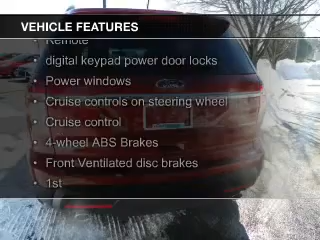 VEHICLE FEATURES
• Remote
• digital keypad power door locks
• Power windows
• Cruise controls on steering wheel
• Cruise control
• 4-wheel ABS Brakes
• Front Ventilated disc brakes
• 1st
Ford